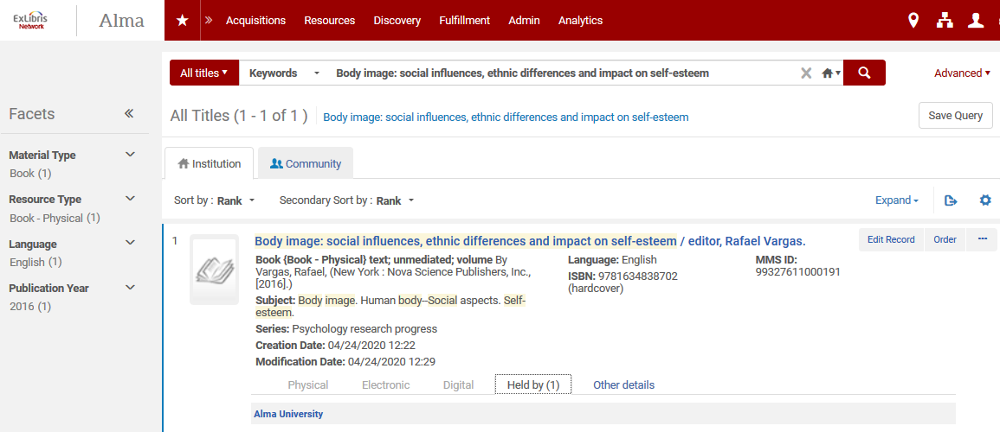 ExLibris
Network
Alma
Acquisitions Resources Discovery Fulfillment Admin Analytics
All titles Keywords Body image: social influences, ethnic differences and impact on self-esteem Advanced
Facets
All Titles (1 - 1 of 1 ) Body image: social influences, ethnic differences and impact on self-esteem Save Query
Material Type
Book (1)
Resource Type
Book - Physical (1)
Language
English (1)
Publication Year
2016 (1)
Institution Community
Sort by : Rank Secondary Sort by : Rank Expand
1 Body image: social influences, ethnic differences and impact on self-esteem / editor, Rafael Vargas. Edit Record Order
Book {Book - Physical} text; unmediated; volume By
Vargas, Rafael, (New York : Nova Science Publishers, Inc.,
[2016].)
Subject: Body image. Human body--Social aspects. Self-
esteem.
Series: Psychology research progress
Creation Date: 04/24/2020 12:22
Modification Date: 04/24/2020 12:29
Language: English
ISBN: 9781634838702
(hardcover)
MMS ID:
99327611000191
Physical Electronic Digital Held by (1) Other details
Alma University